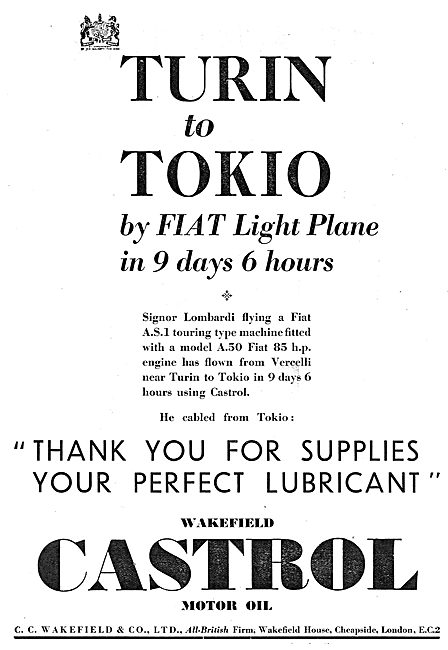 TURIN
to
TOKIO
by FIAT Light Plane
in 9 days 6 hours
Signor Lombardi flying a Fiat
A.S.1 touring type machine fitted
with a model A.50 Fiat 85 h.p.
engine has flown from Vercelli
near Turin to Tokio in 9 days 6
hours using Castrol.
He cabled from Tokio:
"THANK YOU FOR SUPPLIES
YOUR PERFECT LUBRICANT"
WAKEFIELD
CASTROL
MOTOR OIL
C. C. WAKEFIELD & CO., LTD., All-British Firm, Wakefield House, Cheapside, London, E.C.2